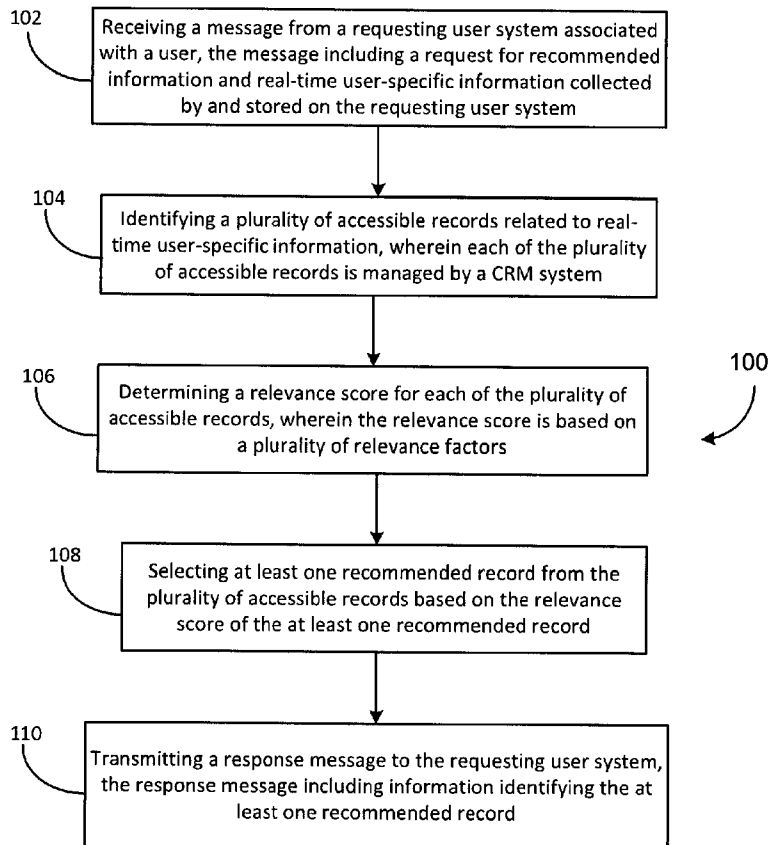 102
Receiving a message from a requesting user system associated
with a user, the message including a request for recommended
information and real-time user-specific information collected
by and stored on the requesting user system
104
Identifying a plurality of accessible records related to real-
time user-specific information, wherein each of the plurality
of accessible records is managed by a CRM system
106
Determining a relevance score for each of the plurality of
accessible records, wherein the relevance score is based on
a plurality of relevance factors
100
108
Selecting at least one recommended record from the
plurality of accessible records based on the relevance
score of the at least one recommended record
110
Transmitting a response message to the requesting user system,
the response message including information identifying the at
least one recommended record